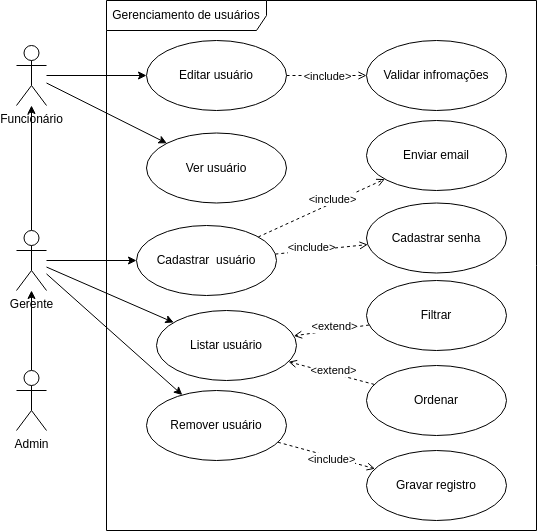 Gerenciamento de usuários
Editar usuário
<include>
Validar infromações
Funcionário
Ver usuário
Enviar email
<include>
Cadastrar usuário
<include>
Cadastrar senha
Gerente
Listar usuário
<extend>
Filtrar
<extend>
Ordenar
Admin
Remover usuário
<include>
Gravar registro